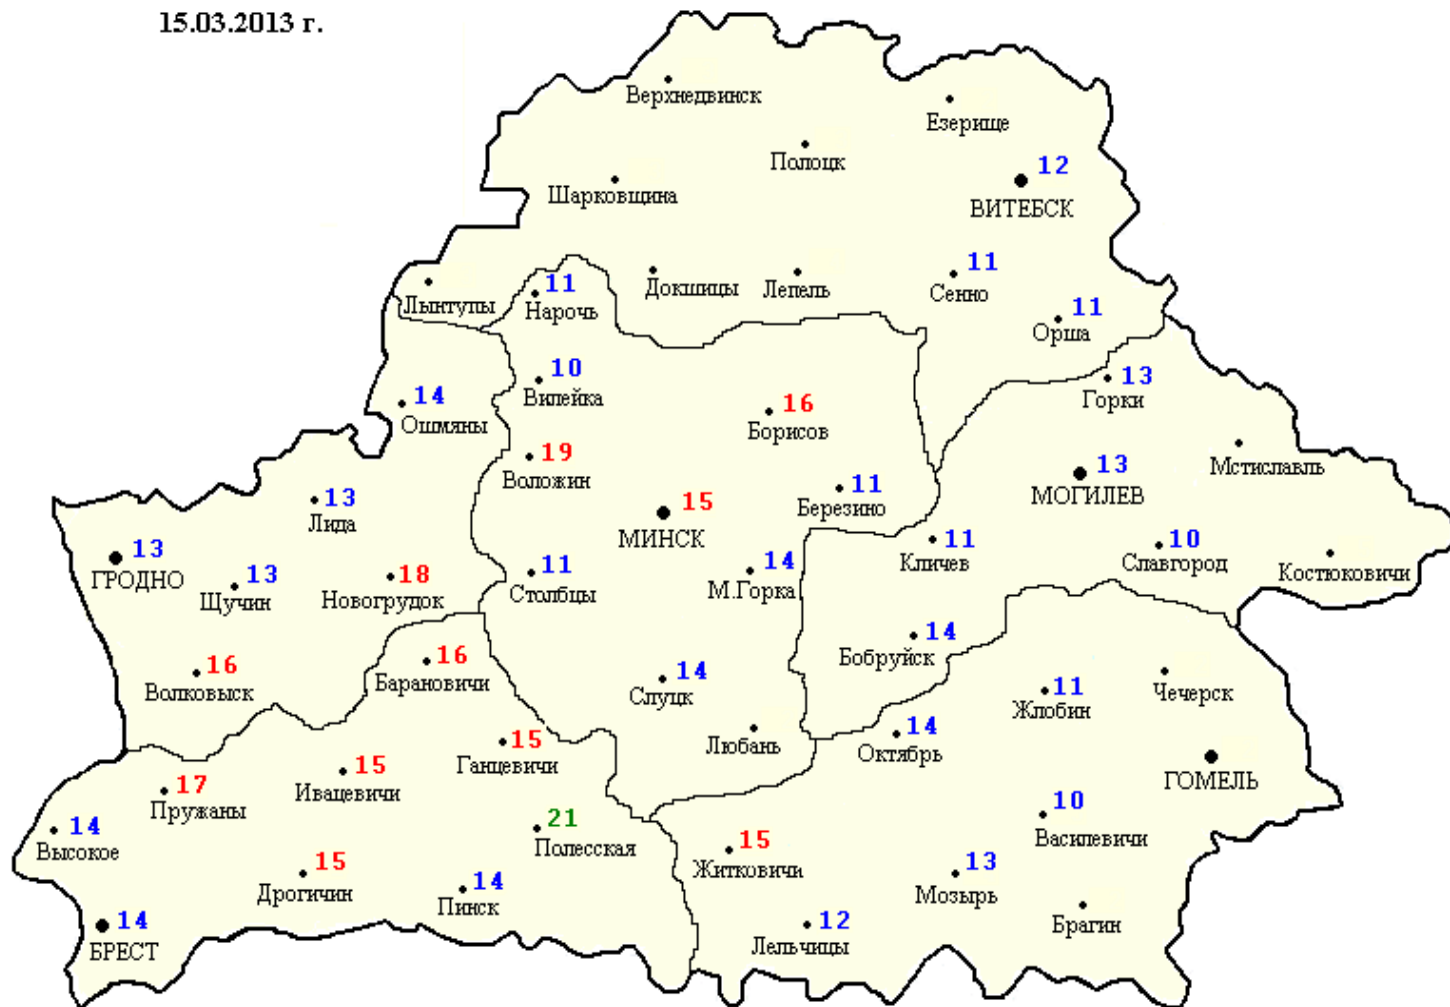 15.03.2013 г.
Верхнедвинск
Езерище
Полоцк
12
Шарковщина
ВИТЕБСК
11
Сенно
Докшицы
Лепель
Лынтупы
11
Нарочь
11
Орша
10
Вилейка
13
Горки
14
Ошмяны
16
Борисов
19
Воложин
Мстиславль
13
МОГИЛЕВ
13
Лида
11
Березино
15
МИНСК
13
ГРОДНО
11
Кличев
10
Славгород
Костюковичи
13
Щучин
18
Новогрудок
11
Столбцы
14
М.Горка
14
Бобруйск
16
Волковыск
16
Барановичи
14
Слуцк
11
Жлобин
Чечерск
15
Ганцевичи
Любань
14
Октябрь
ГОМЕЛЬ
17
Пружаны
15
Ивацевичи
14
Высокое
21
Полесская
10
Василевичи
15
Житковичи
15
Дрогичин
14
Пинск
13
Мозырь
Брагин
14
БРЕСТ
12
Лельчицы